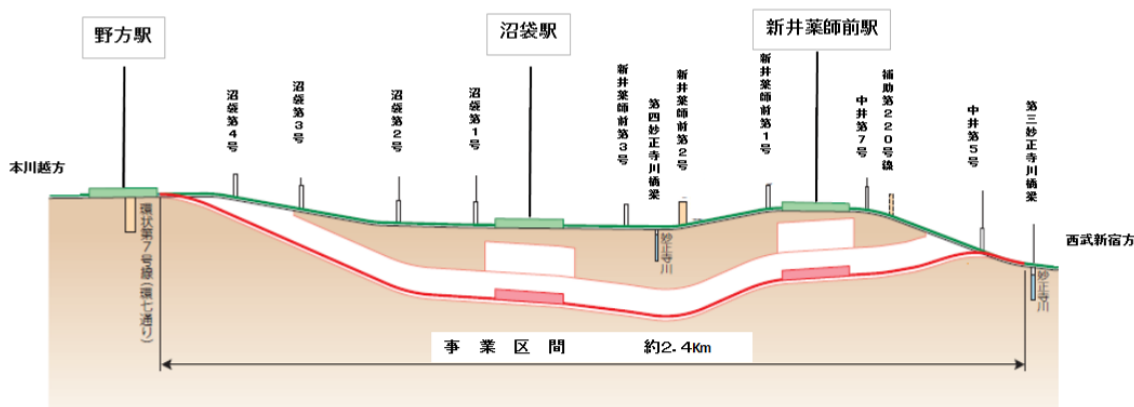 野方駅
沼袋駅
新井薬師前駅
沼袋第4号
沼袋第3号
沼袋第2号
沼袋第1号
新井薬師前第3号
第四妙正寺川橋梁
新井薬師前第2号
新井薬師前第1号
中井第7号
補助第220号線
中井第5号
第三妙正寺川橋梁
本川越方
西武新宿方
環状第7号線(環七通り)
妙正寺川
妙正寺川
事業区間 約2.4Km